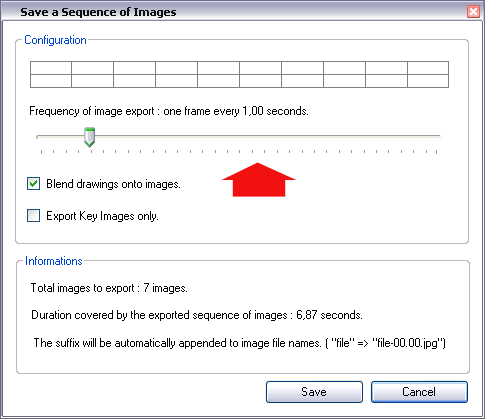 Save a Sequence of Images
Configuration
Frequency of image export : one frame every 1,00 seconds.
Blend drawings onto images.
Export Key Images only.
Informations
Total images to export : 7 images.
Duration covered by the exported sequence of images : 6,87 seconds.
The suffix will be automatically appended to image file names. ( "file" => "file-00.00.jpg")
Save
Cancel